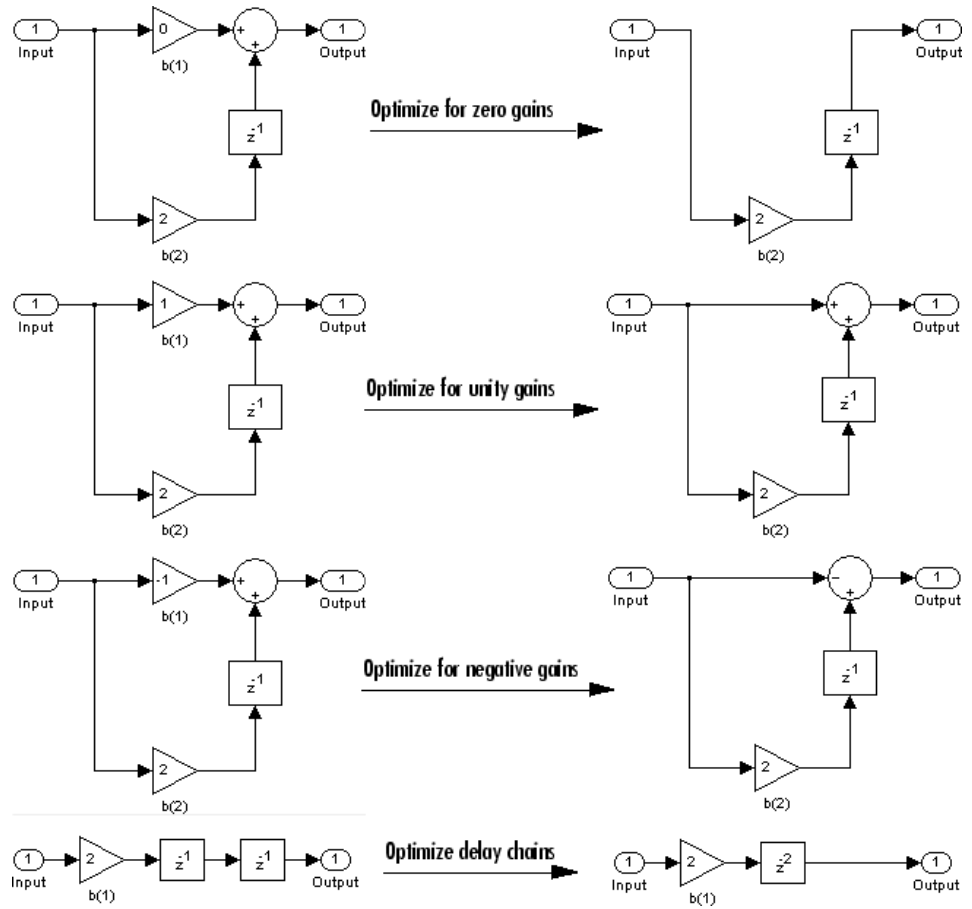 1 0 + 1 1 1
Input b(1) + Output Input Output
Optimize for zero gains
z-1 z-1
2 2
b(2) b(2)
1 1 + 1 1 + 1
Input b(1) + Output Input + Output
Optimize for unity gains
z-1 z-1
2 2
b(2) b(2)
1 -1 + 1 1 − 1
Input b(1) + Output Input + Output
Optimize for negative gains
z-1 z-1
2 2
b(2) b(2)
1 2 z-1 z-1 1 Optimize delay chains 1 2 z-2 1
Input b(1) Output Input b(1) Output